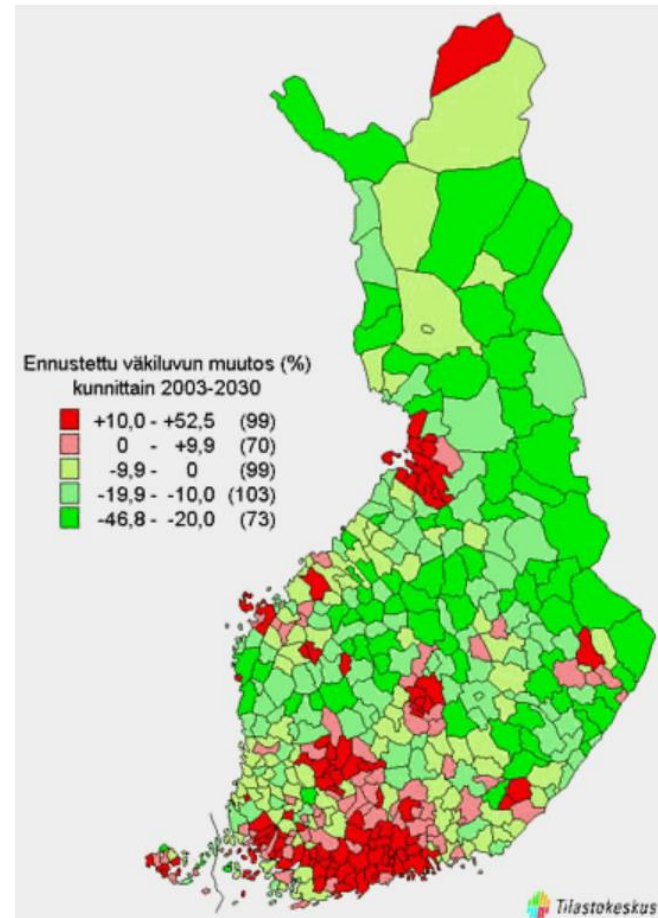 Ennustettu väkiluvun muutos (%)
kunnittain 2003-2030
+10,0 - +52,5 (99)
0 - +9,9 (70)
-9,9 - 0 (99)
-19,9 - -10,0 (103)
-46,8 - -20,0 (73)
Tilastokeskus